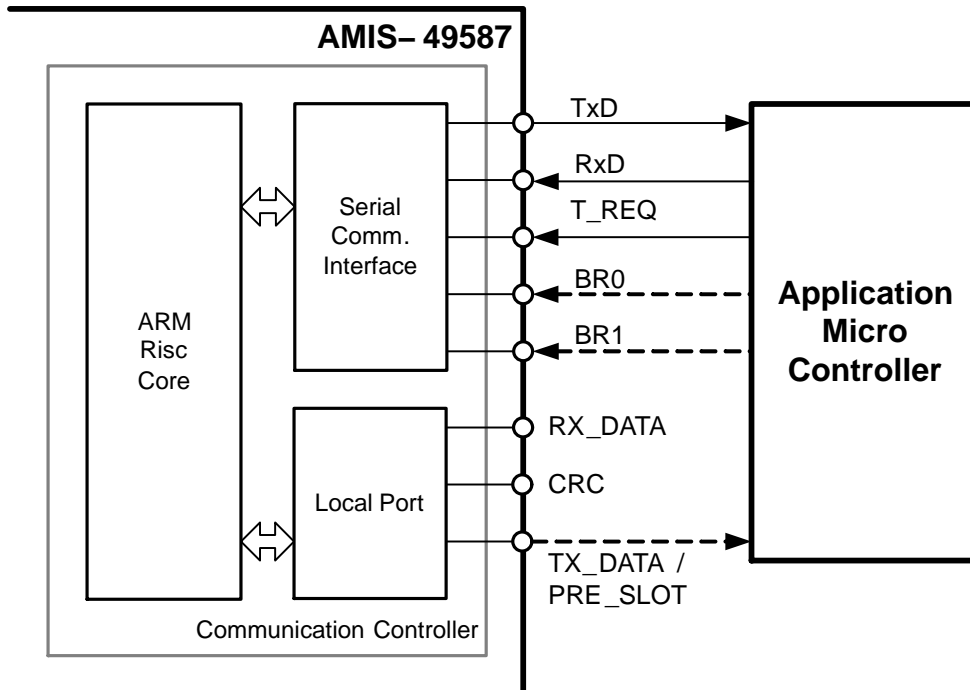 AMIS– 49587
TxD
RxD
T_REQ
BR0
BR1
Serial
Comm.
Interface
ARM
Risc
Core
Application
Micro
Controller
RX_DATA
CRC
Local Port
TX_DATA /
PRE_SLOT
Communication Controller